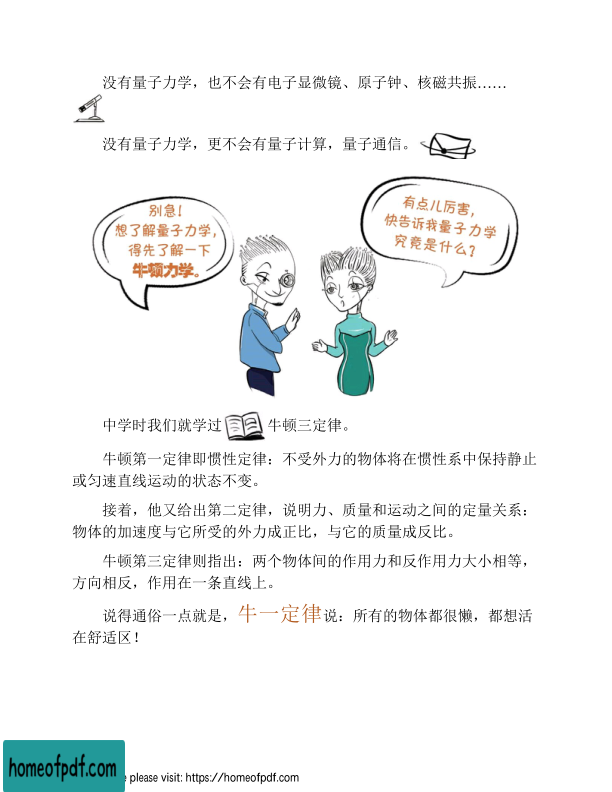 没有量子力学，也不会有电子显微镜、原子钟、核磁共振……
没有量子力学，更不会有量子计算，量子通信。
别急！
想了解量子力学，
得先了解一下
牛顿力学。
有点儿厉害，
快告诉我量子力学
究竟是什么？
中学时我们就学过 牛顿三定律。
牛顿第一定律即惯性定律：不受外力的物体将在惯性系中保持静止
或匀速直线运动的状态不变。
接着，他又给出第二定律，说明力、质量和运动之间的定量关系：
物体的加速度与它所受的外力成正比，与它的质量成反比。
牛顿第三定律则指出：两个物体间的作用力和反作用力大小相等，
方向相反，作用在一条直线上。
说得通俗一点就是，牛一定律说：所有的物体都很懒，都想活
在舒适区！
homeofpdf.com
e please visit: https://homeofpdf.com